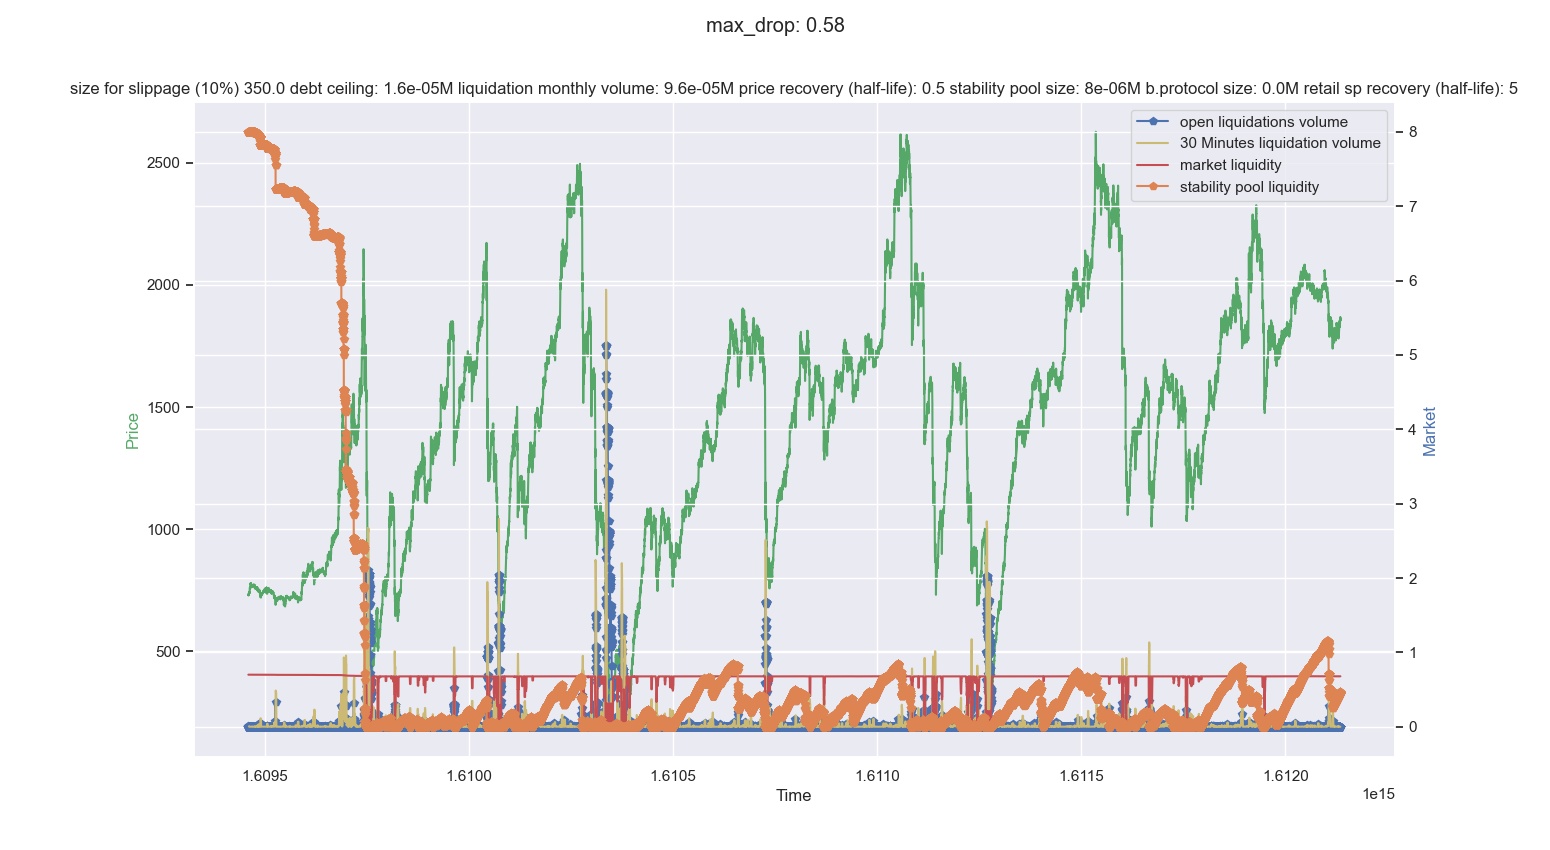 max_drop: 0.58
size for slippage (10%) 350.0 debt ceiling: 1.6e-05M liquidation monthly volume: 9.6e-05M price recovery (half-life): 0.5 stability pool size: 8e-06M b.protocol size: 0.0M retail sp recovery (half-life): 5
open liquidations volume
30 Minutes liquidation volume
market liquidity
stability pool liquidity
2500
2000
1500
1000
500
Price
8
7
6
5
4
3
2
1
0
Market
1.6095
1.6100
1.6105
1.6110
1.6115
1.6120
1e15
Time